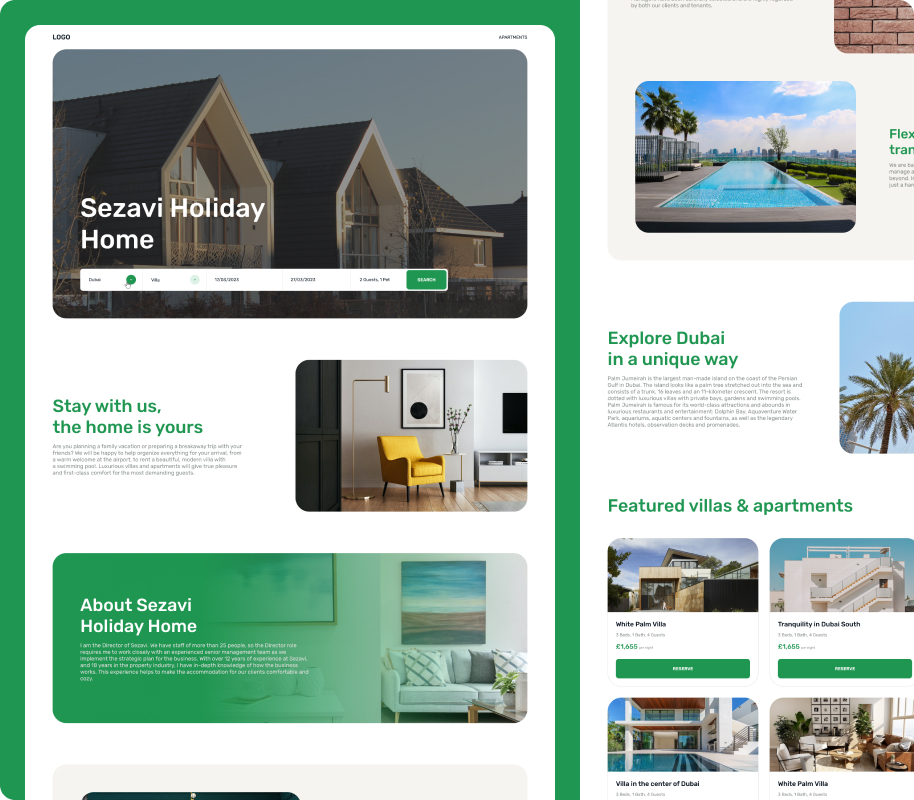 LOGO
APARTMENTS
Sezavi Holiday
Home
Dubai
Villa
17/03/2023
21/03/2023
2 Guests, 1 Pet
SEARCH
Stay with us,
the home is yours
Are you planning a family vacation or preparing a breakaway trip with your
friends? We will be happy to help organize everything for your arrival, from
a warm welcome at the airport, to rent a beautiful, modern villa with
a swimming pool. Luxurious villas and apartments will give true pleasure
and first-class comfort for the most demanding guests.
About Sezavi
Holiday Home
I am the Director of Sezavi. We have staff of more than 35 people, so the Director role
requires me to work closely with an experienced senior management team as we
implement the strategic plan for the business. With over 12 years of experience at Sezavi,
and 18 years in the property industry, I have in-depth knowledge of how the business
works. This experience helps to make the accommodation for our clients comfortable and
cozy.
by both our clients and tenants.
Flex
tran
We are ba
manage a
beyond.
just a han
Explore Dubai
in a unique way
Palm Jumeirah is the largest man-made island on the coast of the Persian
Gulf in Dubai. The island looks like a palm tree stretched out into the sea and
consists of a trunk, 16 leaves and an 11-kilometer crescent. The resort is
dotted with luxurious villas with private bays, gardens and swimming pools.
Palm Jumeirah is famous for its world-class attractions and abounds in
luxurious restaurants and entertainment: Dolphin Bay, Aquaventure Water
Park, aquariums, aquatic centers and fountains, as well as the legendary
Atlantis hotels, observation decks and promenades.
Featured villas & apartments
White Palm Villa
3 Beds, 1 Bath, 4 Guests
£1,655 per night
RESERVE
Tranquility in Dubai South
3 Beds, 1 Bath, 4 Guests
£1,655 per night
RESERVE
Villa in the center of Dubai
3 Beds, 1 Bath, 4 Guests
White Palm Villa
3 Beds, 1 Bath, 4 Guests